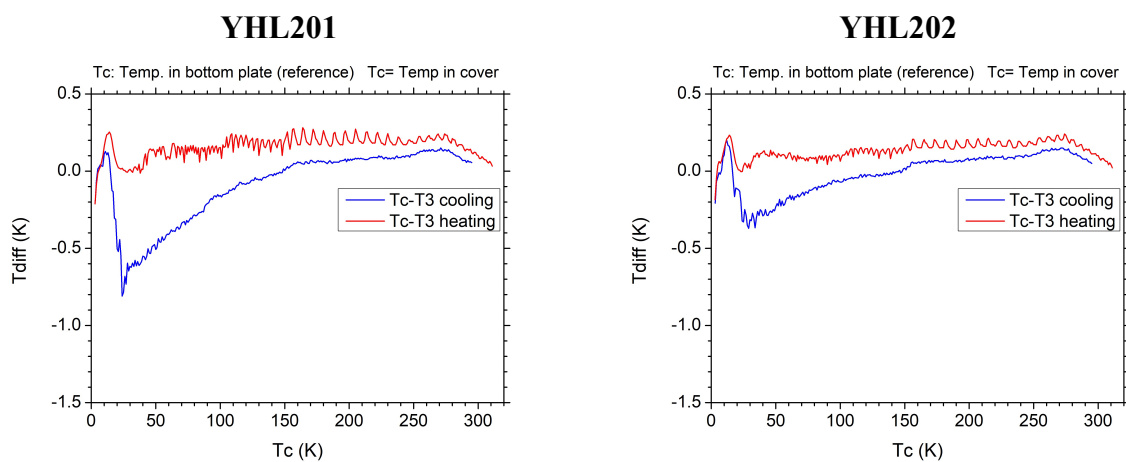 YHL201
Tc: Temp. in bottom plate (reference) Tc= Temp in cover
0.5
0.0
-0.5
-1.0
-1.5
Tdiff (K)
Tc-T3 cooling
Tc-T3 heating
0 50 100 150 200 250 300
Tc (K)
YHL202
Tc: Temp. in bottom plate (reference) Tc= Temp in cover
0.5
0.0
-0.5
-1.0
-1.5
Tdiff (K)
Tc-T3 cooling
Tc-T3 heating
0 50 100 150 200 250 300
Tc (K)